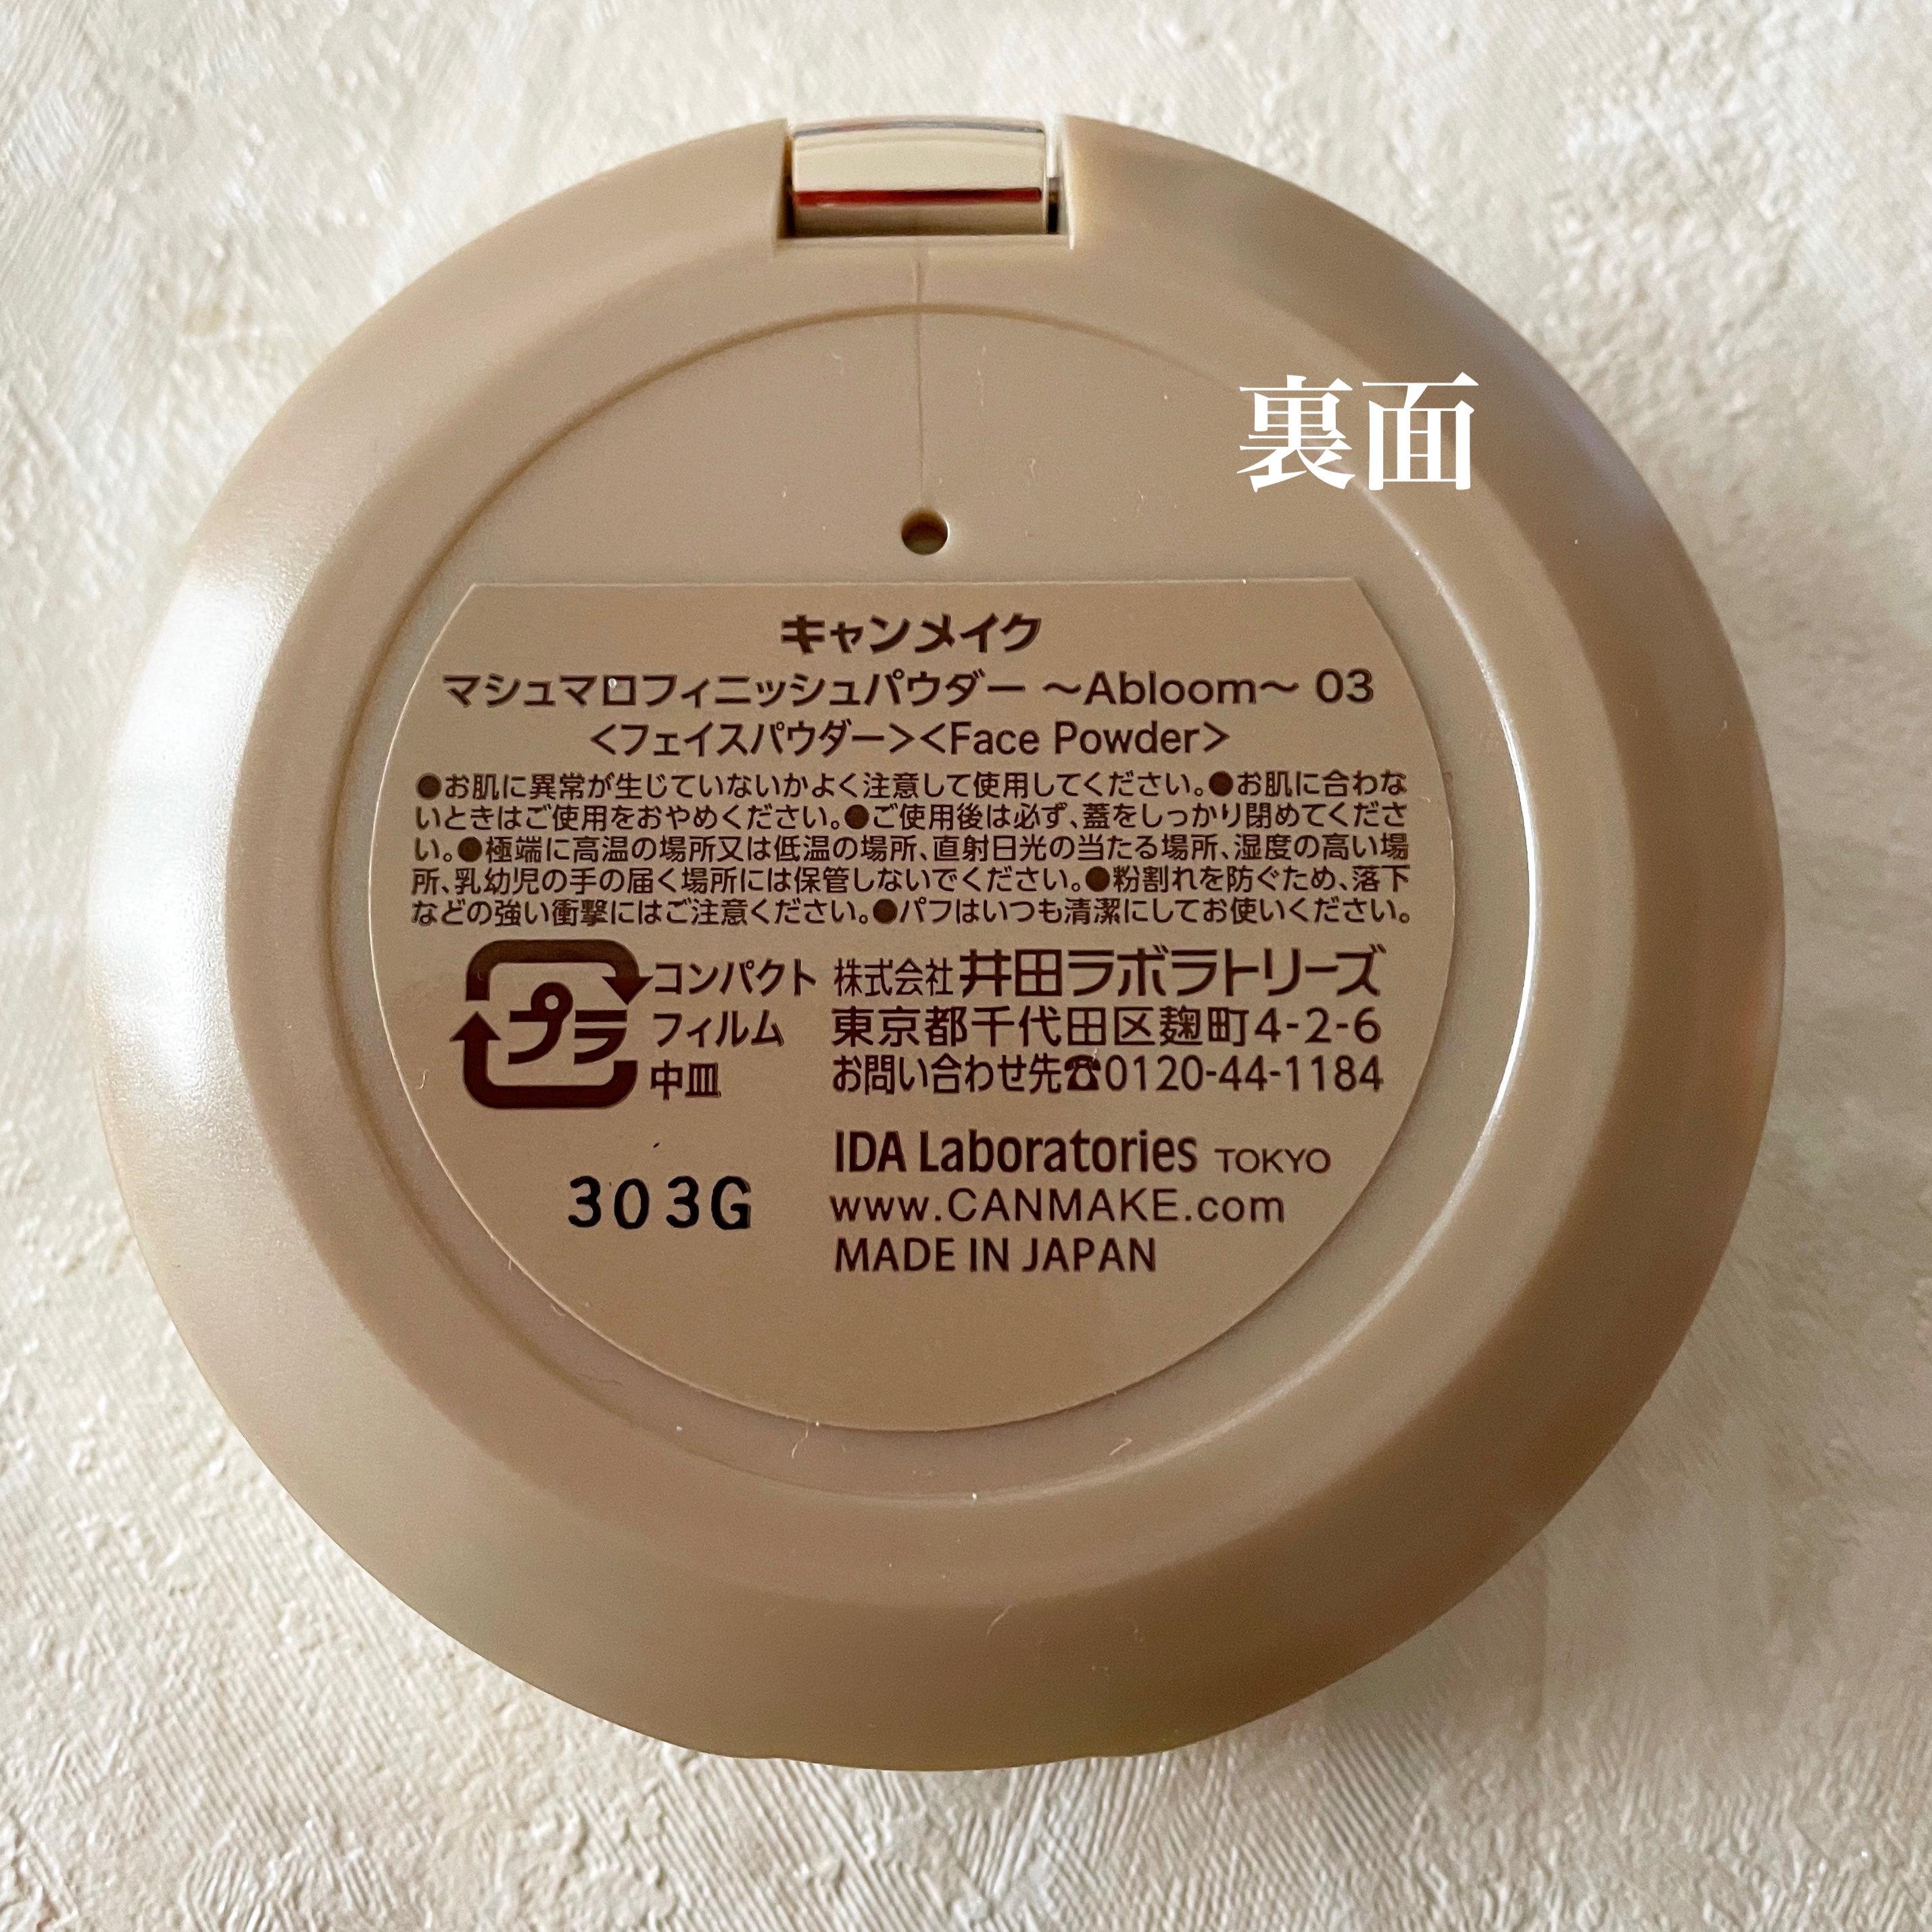 裏面
キャンメイク
マシュマロフィニッシュパウダー ～Abloom～ 03
<フェイスパウダー><Face Powder>
●お肌に異常が生じていないかよく注意して使用してください。●お肌に合わな
いときはご使用をおやめください。●ご使用後は必ず、蓋をしっかり閉めてくださ
い。●極端に高温の場所又は低温の場所、直射日光の当たる場所、湿度の高い場
所、乳幼児の手の届く場所には保管しないでください。●粉割れを防ぐため、落下
などの強い衝撃にはご注意ください。●パフはいつも清潔にしてお使いください。
プラ
コンパクト
フィルム
中皿
株式会社 井田ラボラトリーズ
東京都千代田区麹町4-2-6
お問い合わせ先☎0120-44-1184
IDA Laboratories TOKYO
www.CANMAKE.com
MADE IN JAPAN
303G